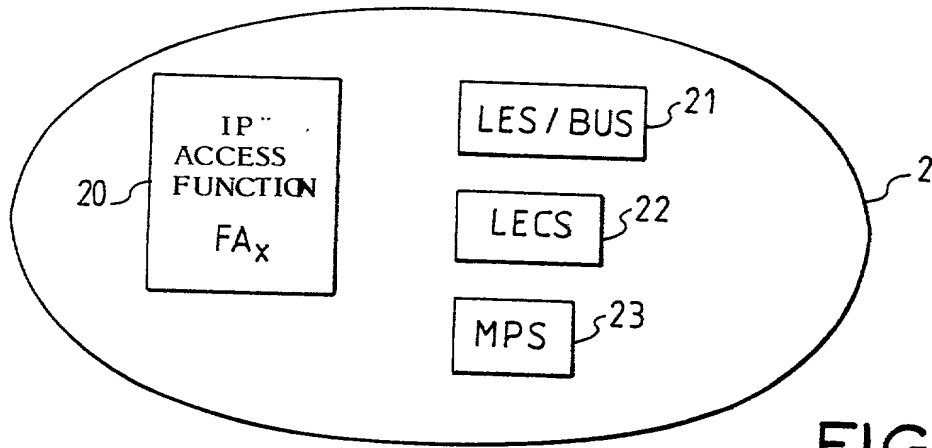 IP
ACCESS
FUNCTION
FAx
20
LES / BUS
21
LECS
22
MPS
23
2
FIG